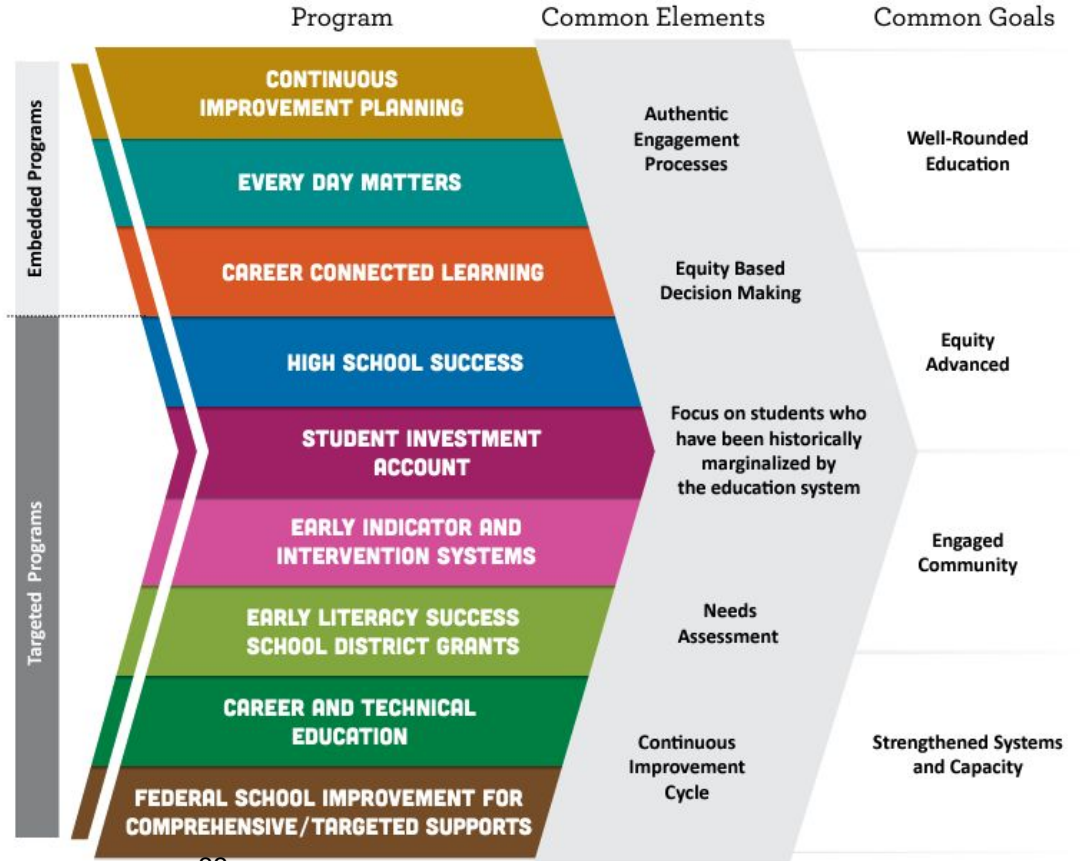 Program
Common Elements
Common Goals
Embedded Programs
Targeted Programs
CONTINUOUS
IMPROVEMENT PLANNING
EVERY DAY MATTERS
CAREER CONNECTED LEARNING
HIGH SCHOOL SUCCESS
STUDENT INVESTMENT
ACCOUNT
EARLY INDICATOR AND
INTERVENTION SYSTEMS
EARLY LITERACY SUCCESS
SCHOOL DISTRICT GRANTS
CAREER AND TECHNICAL
EDUCATION
FEDERAL SCHOOL IMPROVEMENT FOR
COMPREHENSIVE/TARGETED SUPPORTS
Authentic
Engagement
Processes
Equity Based
Decision Making
Focus on students who
have been historically
marginalized by
the education system
Needs
Assessment
Continuous
Improvement
Cycle
Well-Rounded
Education
Equity
Advanced
Engaged
Community
Strengthened Systems
and Capacity